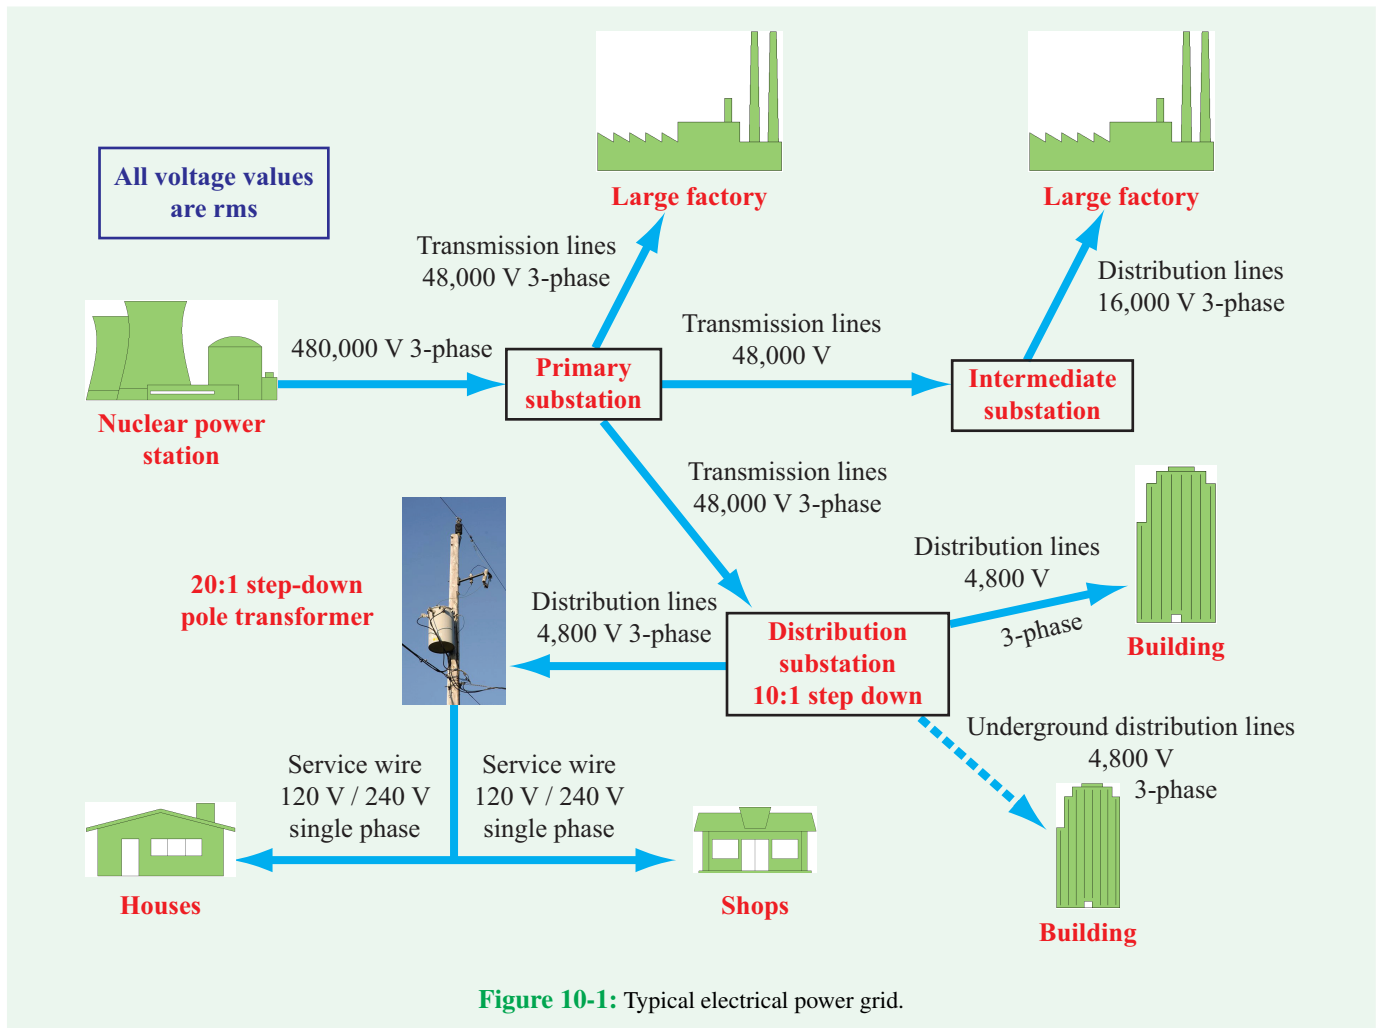 All voltage values
are rms
Large factory
Large factory
Transmission lines
48,000 V 3-phase
Distribution lines
16,000 V 3-phase
480,000 V 3-phase
Transmission lines
48,000 V
Primary
substation
Intermediate
substation
Nuclear power
station
Transmission lines
48,000 V 3-phase
20:1 step-down
pole transformer
Distribution lines
4,800 V 3-phase
Distribution
substation
10:1 step down
Distribution lines
4,800 V
3-phase
Building
Underground distribution lines
4,800 V
3-phase
Building
Service wire
120 V / 240 V
single phase
Service wire
120 V / 240 V
single phase
Houses
Shops
Figure 10-1: Typical electrical power grid.